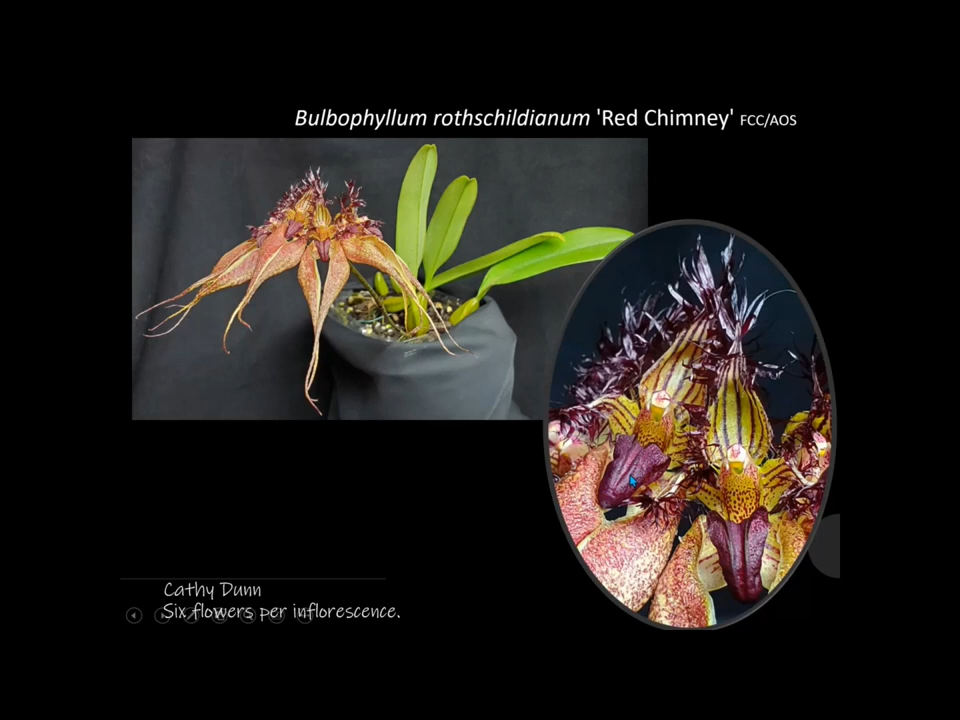 Bulbophyllum rothschildianum 'Red Chimney' FCC/AOS
Cathy Dunn
Six flowers per inflorescence.